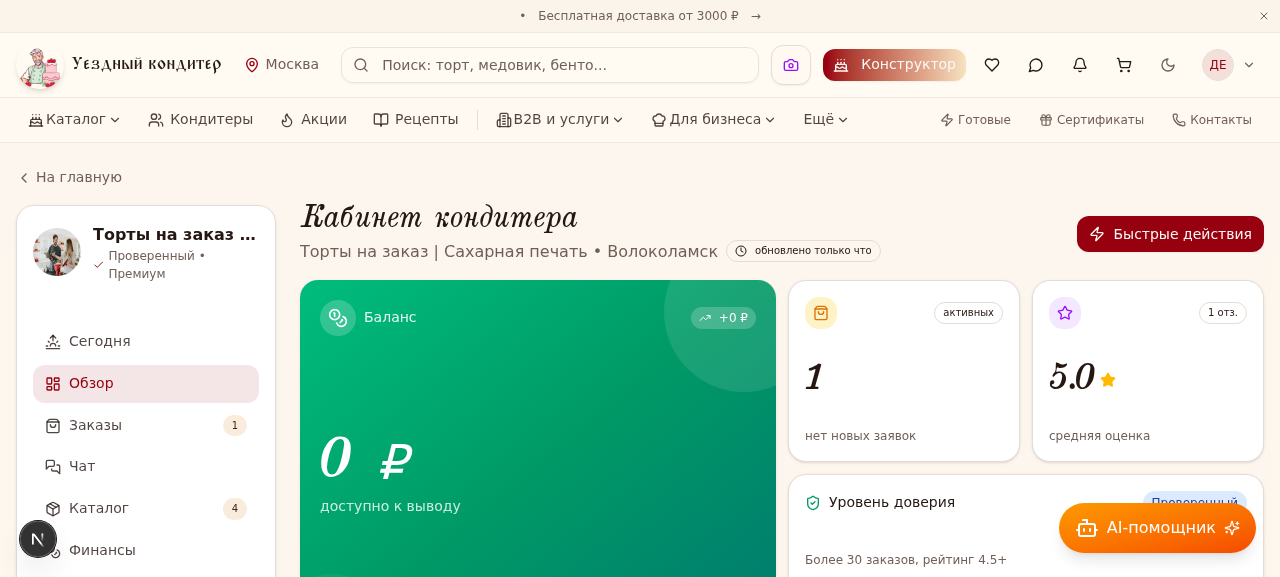 • Бесплатная доставка от 3000 ₽ →
Уездный кондитер
Москва
Поиск: торт, медовик, бенто...
Конструктор
ДЕ
Каталог
Кондитеры
Акции
Рецепты
B2B и услуги
Для бизнеса
Ещё
Готовые
Сертификаты
Контакты
На главную
Торты на заказ ...
Проверенный •
Премиум
Сегодня
Обзор
Заказы 1
Чат
Каталог 4
Финансы
Кабинет кондитера
Торты на заказ | Сахарная печать • Волоколамск
обновлено только что
Быстрые действия
Баланс
+0 ₽
0 ₽
доступно к выводу
активных
1
нет новых заявок
1 отз.
5.0
средняя оценка
Уровень доверия
Проверенный
Более 30 заказов, рейтинг 4.5+
AI-помощник
N